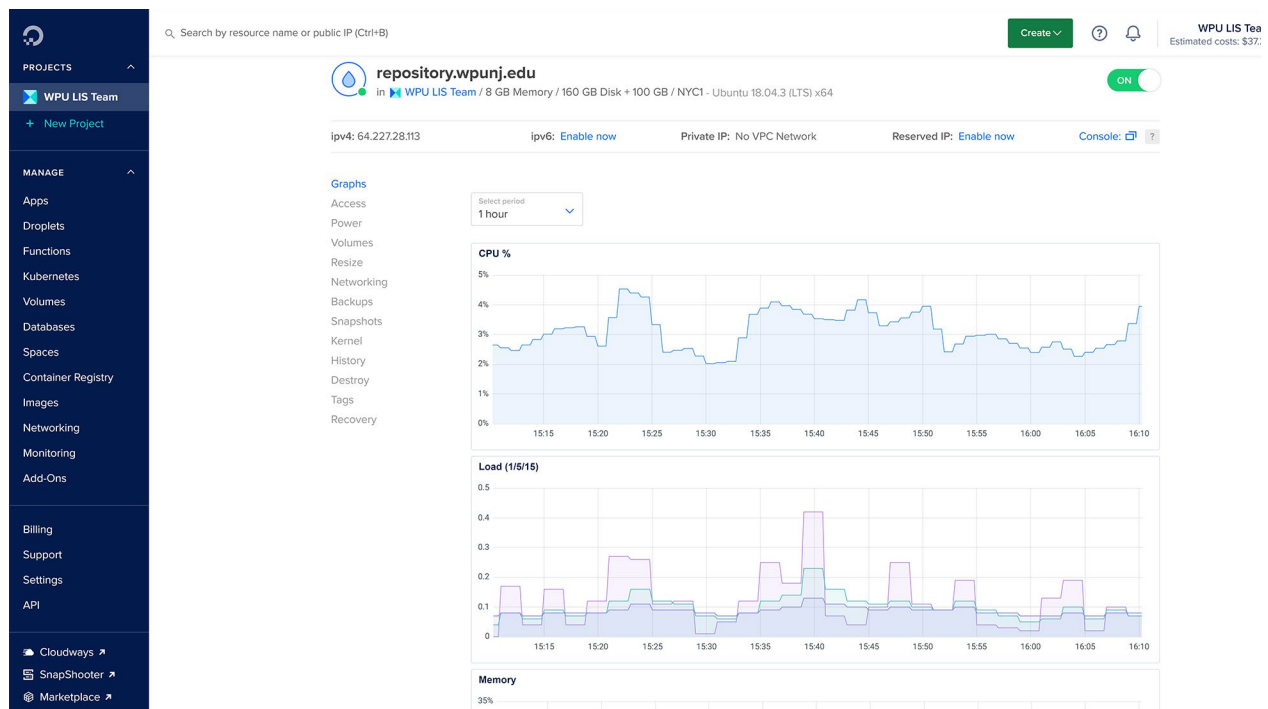 PROJECTS
WPU LIS Team
+ New Project
MANAGE
Apps
Droplets
Functions
Kubernetes
Volumes
Databases
Spaces
Container Registry
Images
Networking
Monitoring
Add-Ons
Billing
Support
Settings
API
Cloudways
SnapShooter
Marketplace
Search by resource name or public IP (Ctrl+B)
Create
?
WPU LIS Tea
Estimated costs: $37.
repository.wpunj.edu
in WPU LIS Team / 8 GB Memory / 160 GB Disk + 100 GB / NYC1 - Ubuntu 18.04.3 (LTS) x64
ON
ipv4: 64.227.28.113 ipv6: Enable now Private IP: No VPC Network Reserved IP: Enable now Console: ?
Graphs
Access
Power
Volumes
Resize
Networking
Backups
Snapshots
Kernel
History
Destroy
Tags
Recovery
Select period
1 hour
CPU %
5%
4%
3%
2%
1%
0%
15:15 15:20 15:25 15:30 15:35 15:40 15:45 15:50 15:55 16:00 16:05 16:10
Load (1/5/15)
0.5
0.4
0.3
0.2
0.1
0
15:15 15:20 15:25 15:30 15:35 15:40 15:45 15:50 15:55 16:00 16:05 16:10
Memory
35%